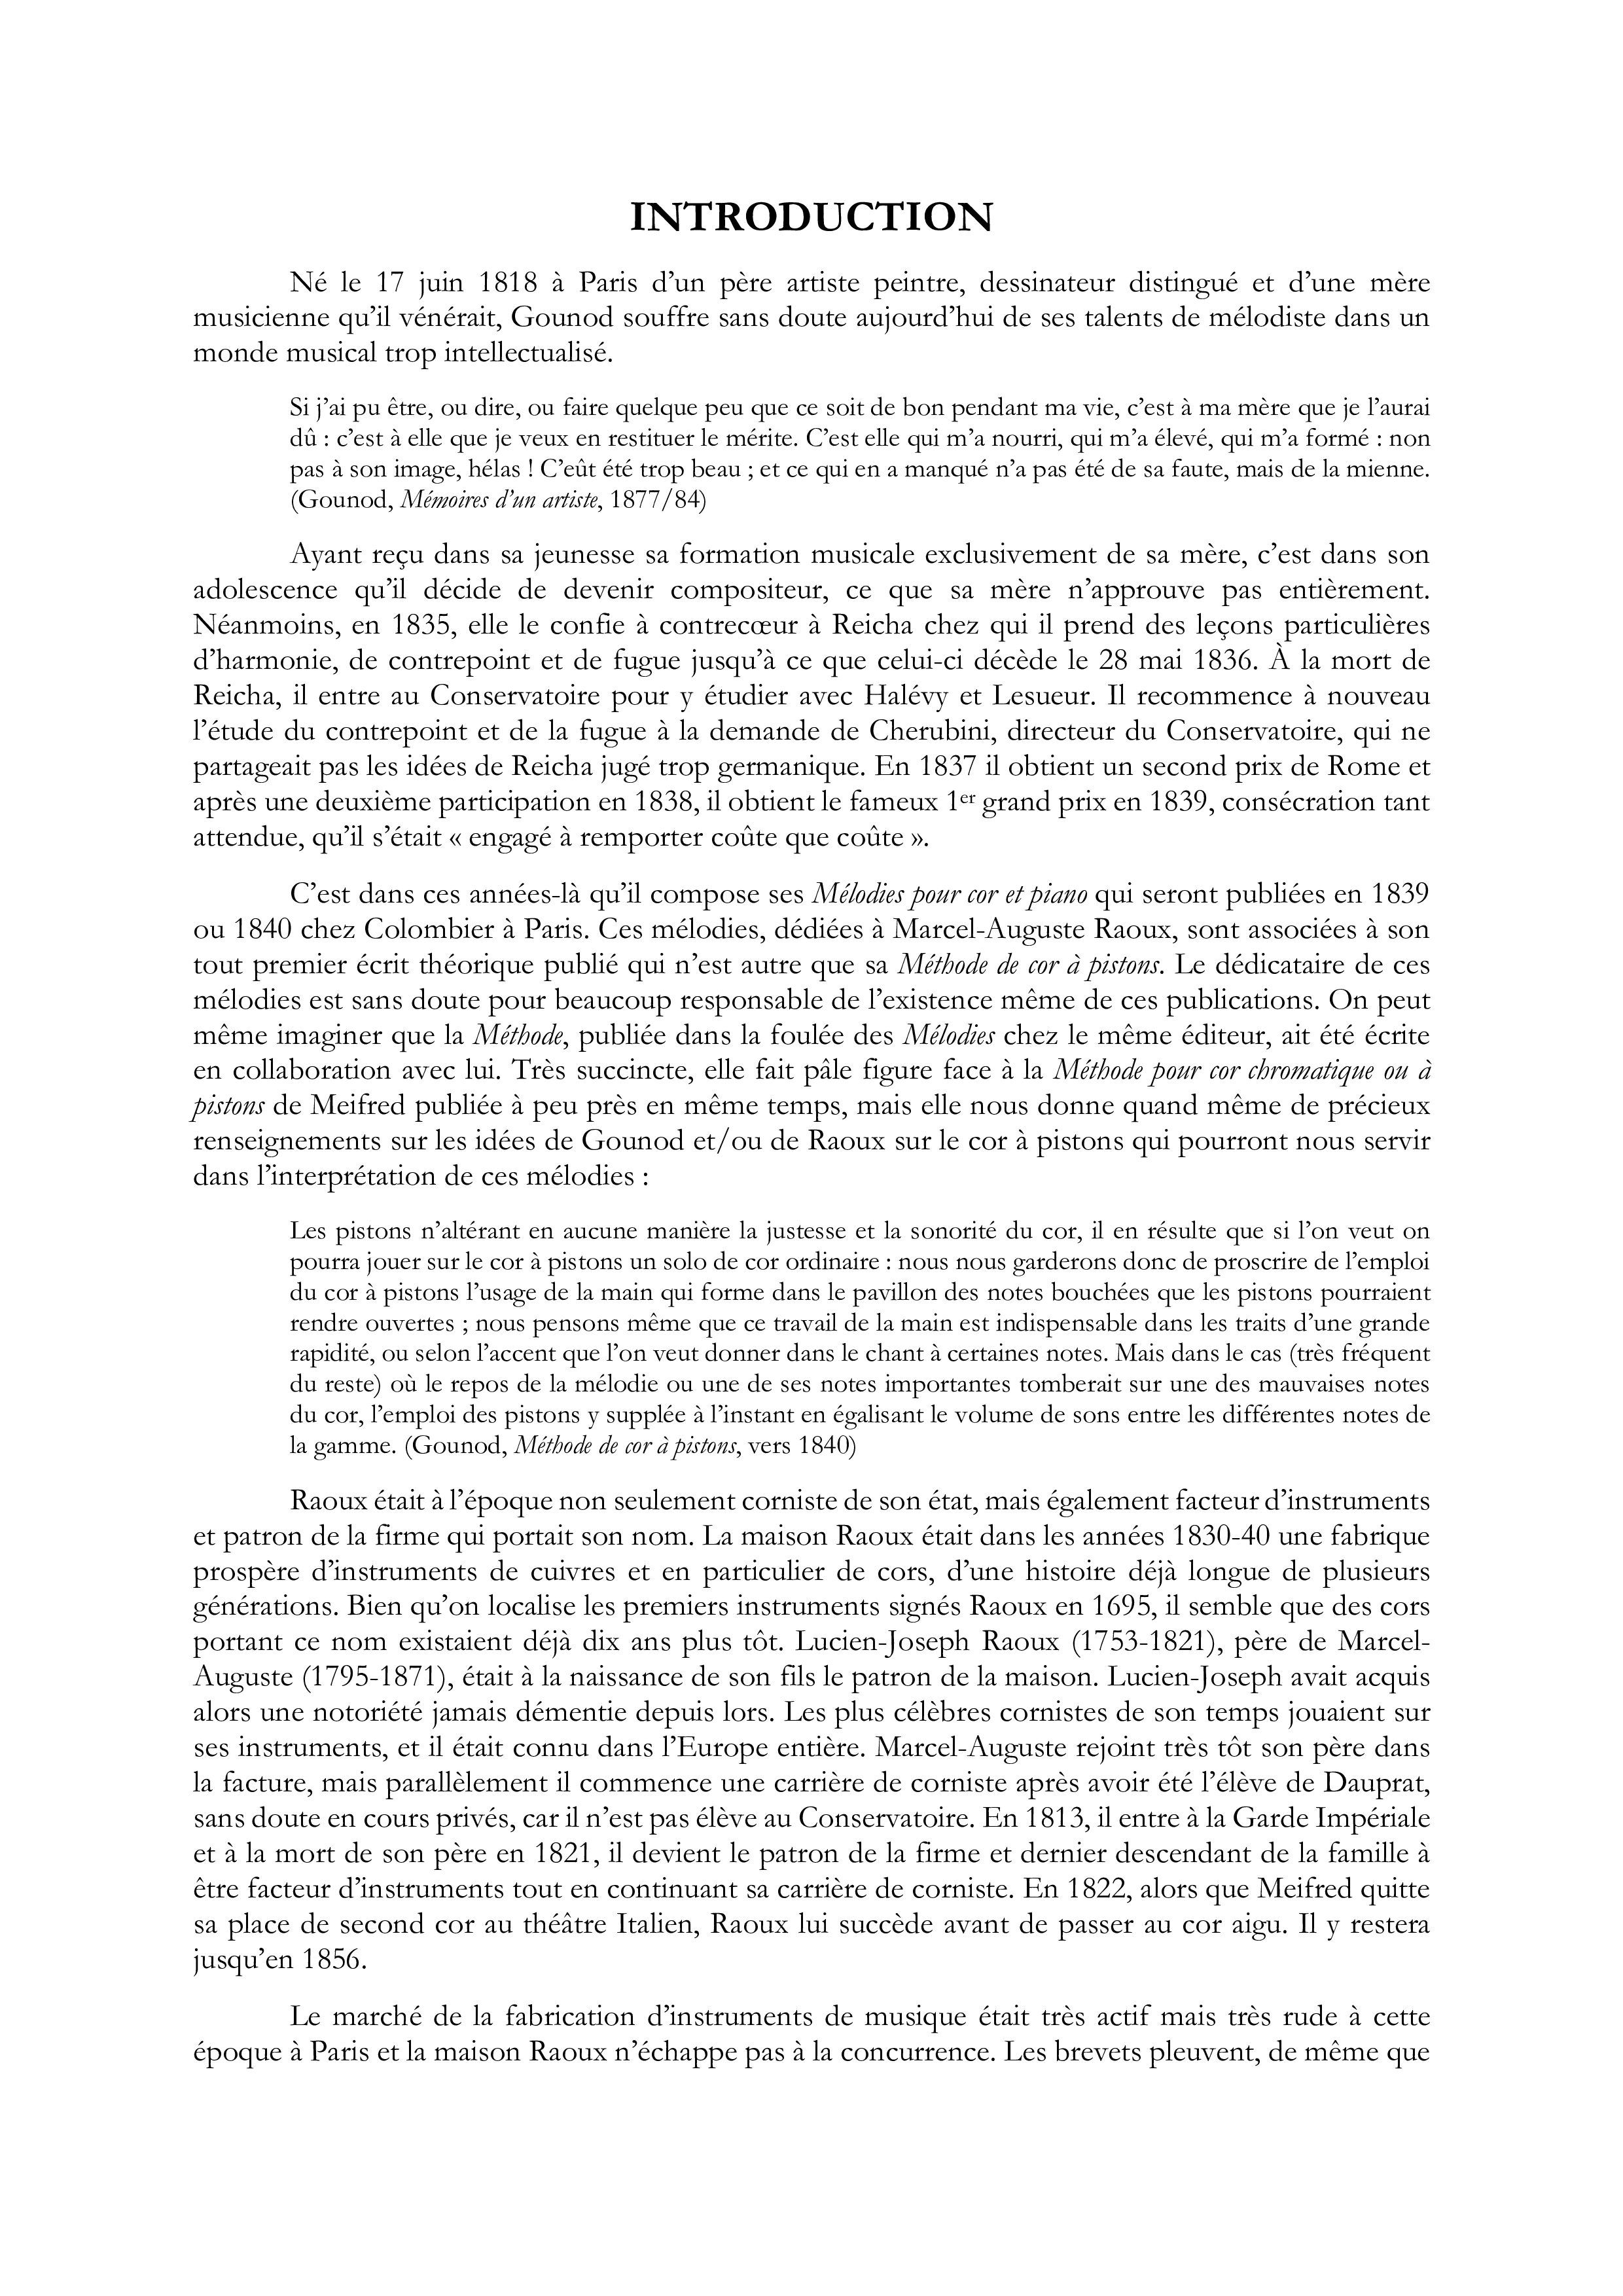 INTRODUCTION
Né le 17 juin 1818 à Paris d’un père artiste peintre, dessinateur distingué et d’une mère
musicienne qu’il vénérait, Gounod souffre sans doute aujourd’hui de ses talents de mélodiste dans un
monde musical trop intellectualisé.
Si j’ai pu être, ou dire, ou faire quelque peu que ce soit de bon pendant ma vie, c’est à ma mère que je l’aurai
dû : c’est à elle que je veux en restituer le mérite. C’est elle qui m’a nourri, qui m’a élevé, qui m’a formé : non
pas à son image, hélas ! C’eût été trop beau ; et ce qui en a manqué n’a pas été de sa faute, mais de la mienne.
(Gounod, Mémoires d’un artiste, 1877/84)
Ayant reçu dans sa jeunesse sa formation musicale exclusivement de sa mère, c’est dans son
adolescence qu’il décide de devenir compositeur, ce que sa mère n’approuve pas entièrement.
Néanmoins, en 1835, elle le confie à contrecœur à Reicha chez qui il prend des leçons particulières
d’harmonie, de contrepoint et de fugue jusqu’à ce que celui-ci décède le 28 mai 1836. À la mort de
Reicha, il entre au Conservatoire pour y étudier avec Halévy et Lesueur. Il recommence à nouveau
l’étude du contrepoint et de la fugue à la demande de Cherubini, directeur du Conservatoire, qui ne
partageait pas les idées de Reicha jugé trop germanique. En 1837 il obtient un second prix de Rome et
après une deuxième participation en 1838, il obtient le fameux 1er grand prix en 1839, consécration tant
attendue, qu’il s’était « engagé à remporter coûte que coûte ».
C’est dans ces années-là qu’il compose ses Mélodies pour cor et piano qui seront publiées en 1839
ou 1840 chez Colombier à Paris. Ces mélodies, dédiées à Marcel-Auguste Raoux, sont associées à son
tout premier écrit théorique publié qui n’est autre que sa Méthode de cor à pistons. Le dédicataire de ces
mélodies est sans doute pour beaucoup responsable de l’existence même de ces publications. On peut
même imaginer que la Méthode, publiée dans la foulée des Mélodies chez le même éditeur, ait été écrite
en collaboration avec lui. Très succincte, elle fait pâle figure face à la Méthode pour cor chromatique ou à
pistons de Meifred publiée à peu près en même temps, mais elle nous donne quand même de précieux
renseignements sur les idées de Gounod et/ou de Raoux sur le cor à pistons qui pourront nous servir
dans l’interprétation de ces mélodies :
Les pistons n’altérant en aucune manière la justesse et la sonorité du cor, il en résulte que si l’on veut on
pourra jouer sur le cor à pistons un solo de cor ordinaire : nous nous garderons donc de proscrire de l’emploi
du cor à pistons l’usage de la main qui forme dans le pavillon des notes bouchées que les pistons pourraient
rendre ouvertes ; nous pensons même que ce travail de la main est indispensable dans les traits d’une grande
rapidité, ou selon l’accent que l’on veut donner dans le chant à certaines notes. Mais dans le cas (très fréquent
du reste) où le repos de la mélodie ou une de ses notes importantes tomberait sur une des mauvaises notes
du cor, l’emploi des pistons y supplée à l’instant en égalisant le volume de sons entre les différentes notes de
la gamme. (Gounod, Méthode de cor à pistons, vers 1840)
Raoux était à l’époque non seulement corniste de son état, mais également facteur d’instruments
et patron de la firme qui portait son nom. La maison Raoux était dans les années 1830-40 une fabrique
prospère d’instruments de cuivres et en particulier de cors, d’une histoire déjà longue de plusieurs
générations. Bien qu’on localise les premiers instruments signés Raoux en 1695, il semble que des cors
portant ce nom existaient déjà dix ans plus tôt. Lucien-Joseph Raoux (1753-1821), père de Marcel-
Auguste (1795-1871), était à la naissance de son fils le patron de la maison. Lucien-Joseph avait acquis
alors une notoriété jamais démentie depuis lors. Les plus célèbres cornistes de son temps jouaient sur
ses instruments, et il était connu dans l’Europe entière. Marcel-Auguste rejoint très tôt son père dans
la facture, mais parallèlement il commence une carrière de corniste après avoir été l’élève de Dauprat,
sans doute en cours privés, car il n’est pas élève au Conservatoire. En 1813, il entre à la Garde Impériale
et à la mort de son père en 1821, il devient le patron de la firme et dernier descendant de la famille à
être facteur d’instruments tout en continuant sa carrière de corniste. En 1822, alors que Meifred quitte
sa place de second cor au théâtre Italien, Raoux lui succède avant de passer au cor aigu. Il y restera
jusqu’en 1856.
Le marché de la fabrication d’instruments de musique était très actif mais très rude à cette
époque à Paris et la maison Raoux n’échappe pas à la concurrence. Les brevets pleuvent, de même que